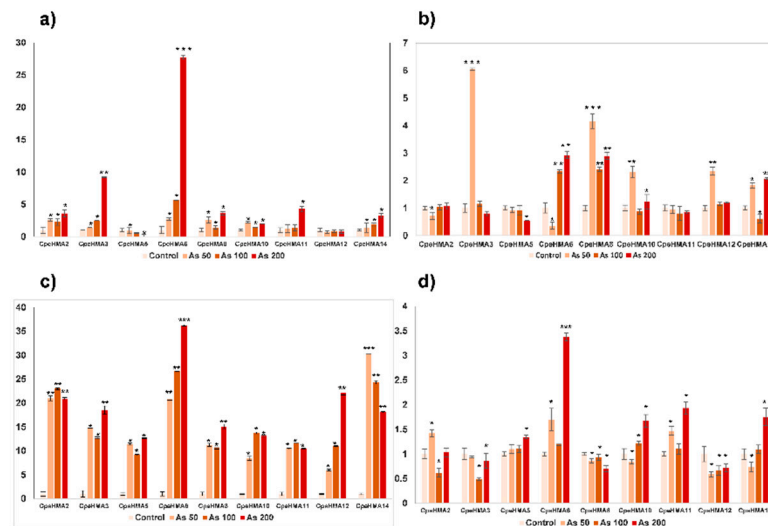 a)
30
25
20
15
10
5
0
***
**
CpeHMA2 CpeHMA3 CpeHMA5 CpeHMA6 CpeHMA8 CpeHMA10 CpeHMA11 CpeHMA12 CpeHMA14
Control As 50 As 100 As 200
b)
7
6
5
4
3
2
1
0
CpeHMA2 CpeHMA3 CpeHMA5 CpeHMA6 CpeHMA8 CpeHMA10 CpeHMA11 CpeHMA12 CpeHMA1
Control As 50 As 100 As 200
c)
40
35
30
25
20
15
10
5
0
CpeHMA2 CpeHMA3 CpeHMA5 CpeHMA6 CpeHMA8 CpeHMA10 CpeHMA11 CpeHMA12 CpeHMA14
Control As 50 As 100 As 200
d)
4
3.5
3
2.5
2
1.5
1
0.5
0
CpeHMA2 CpeHMA3 CpeHMA5 CpeHMA6 CpeHMA8 CpeHMA10 CpeHMA11 CpeHMA12 CpeHMA1
Control As 50 As 100 As 200